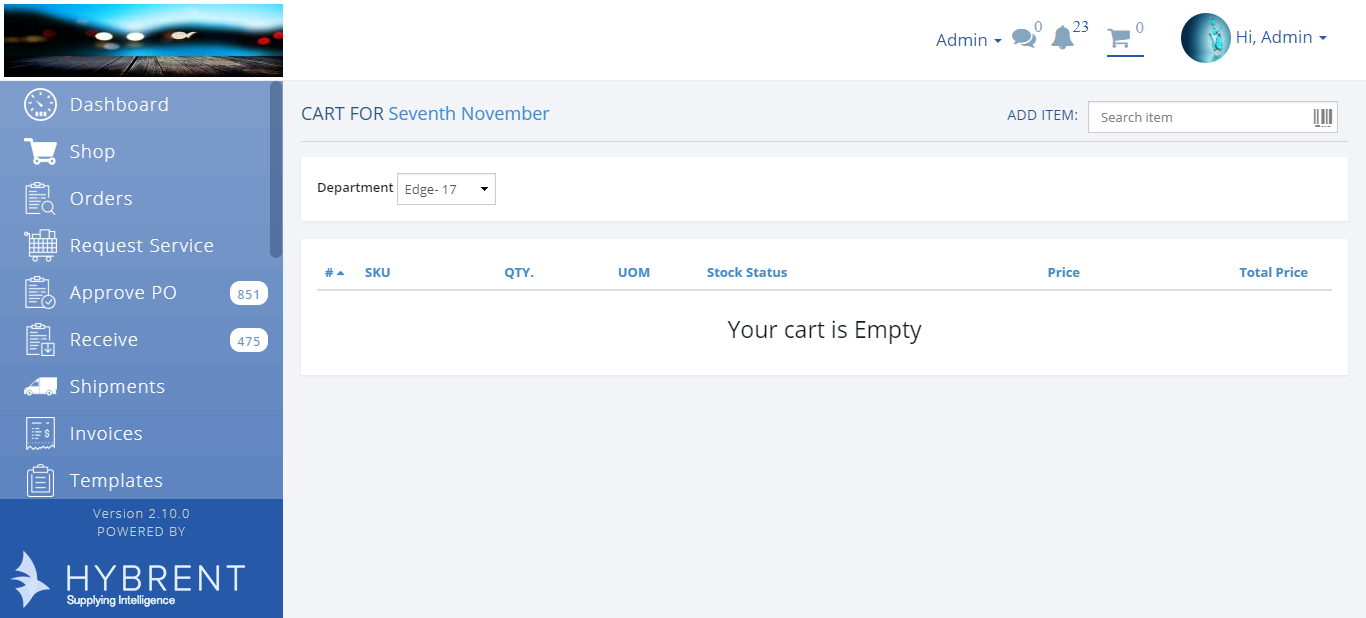 Admin
0
23
0
Hi, Admin
Dashboard
Shop
Orders
Request Service
Approve PO 851
Receive 475
Shipments
Invoices
Templates
Version 2.10.0
POWERED BY
HYBRENT
Supplying Intelligence
CART FOR Seventh November
ADD ITEM: Search item
Department Edge- 17
# SKU QTY. UOM Stock Status Price Total Price
Your cart is Empty